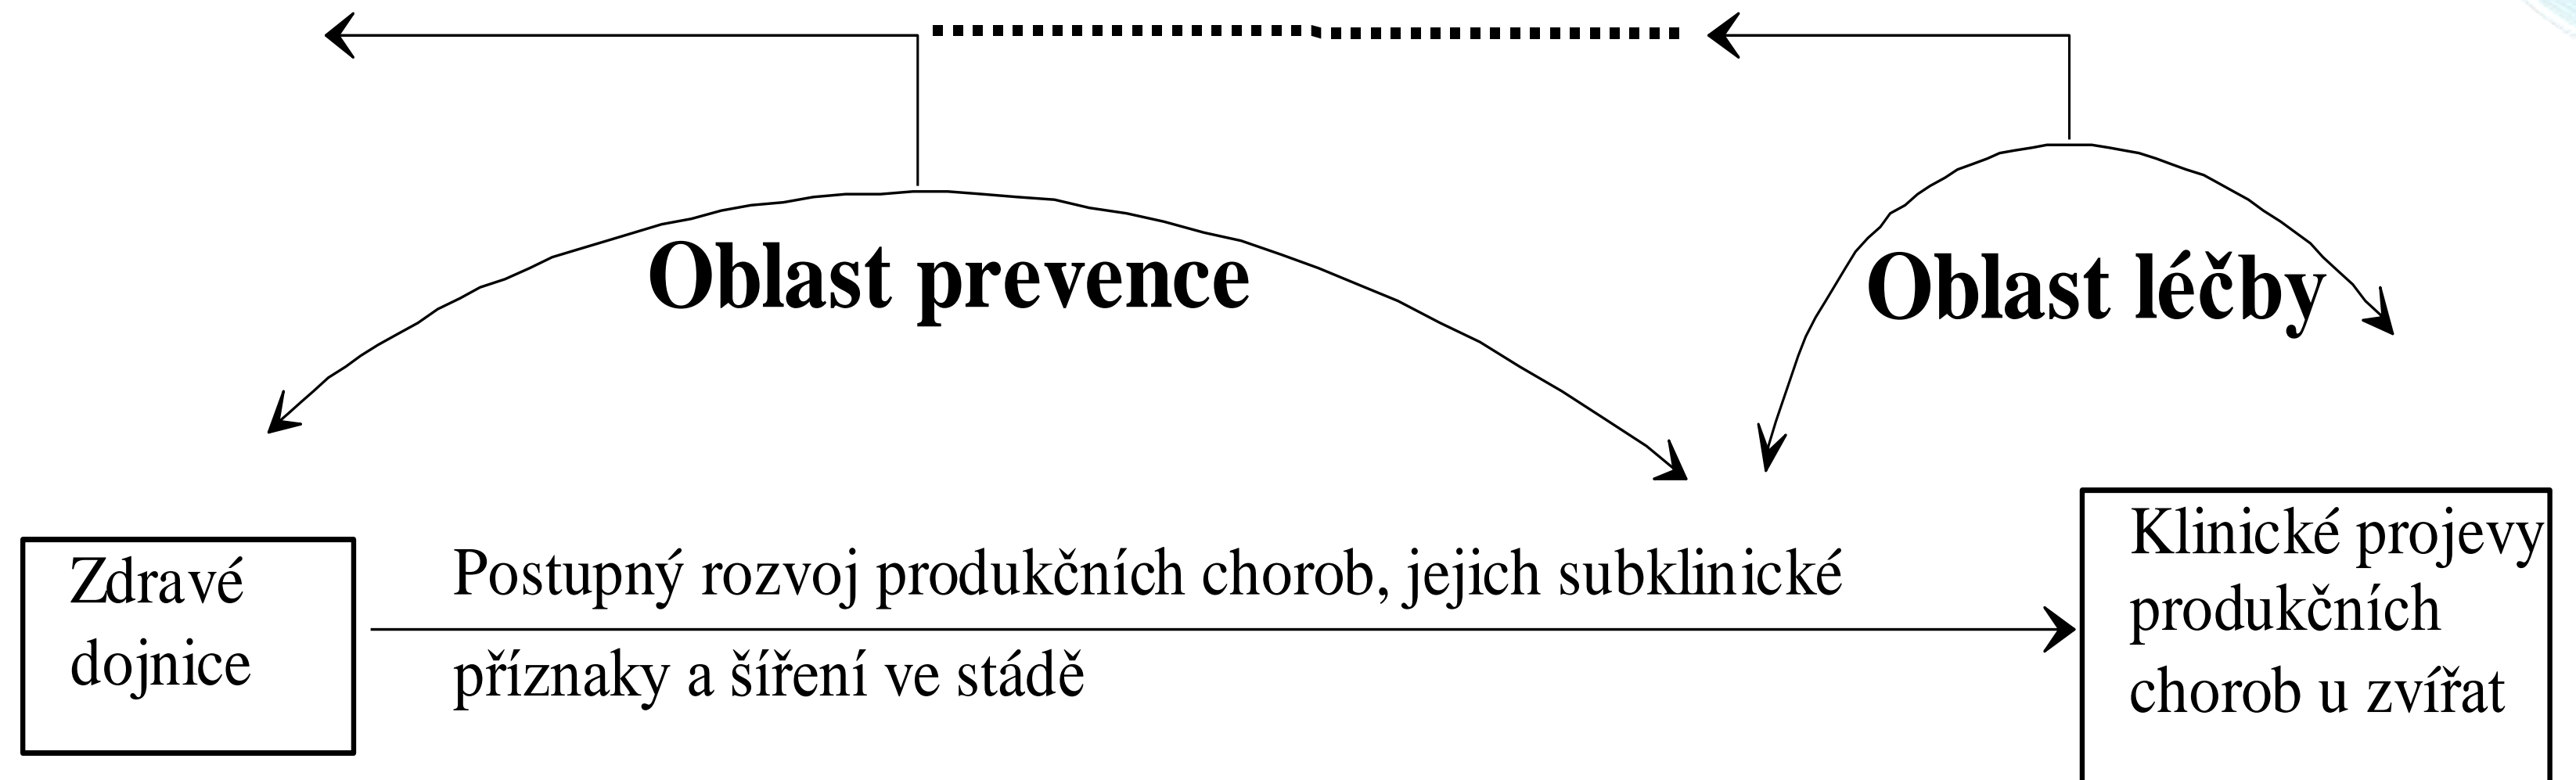 Oblast prevence
Oblast léčby
Zdravé
dojnice
Postupný rozvoj produkčních chorob, jejich subklinické
příznaky a šíření ve stádě
Klinické projevy
produkčních
chorob u zvířat